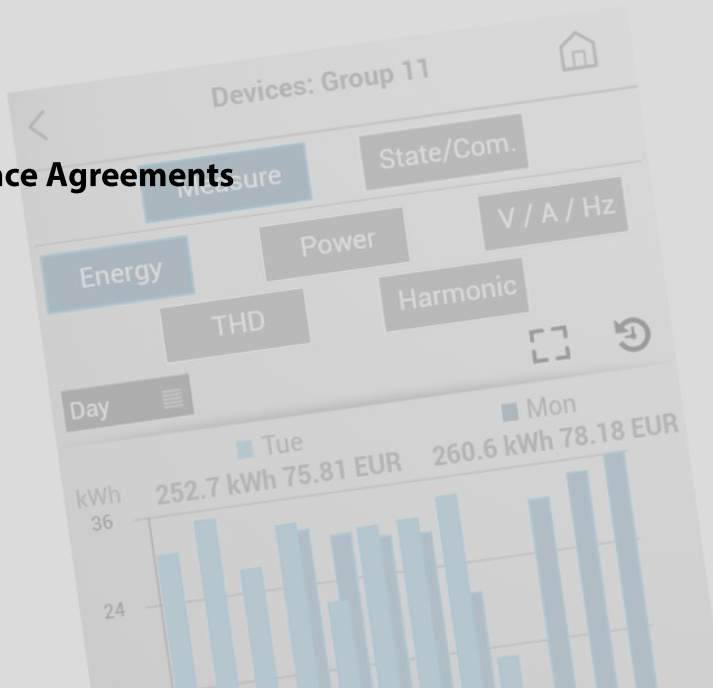 Devices: Group 11
ce Agreements
Measure
State/Com.
Energy
Power
V / A / Hz
THD
Harmonic
Day
Tue
Mon
252.7 kWh 75.81 EUR
260.6 kWh 78.18 EUR
kWh
36
24